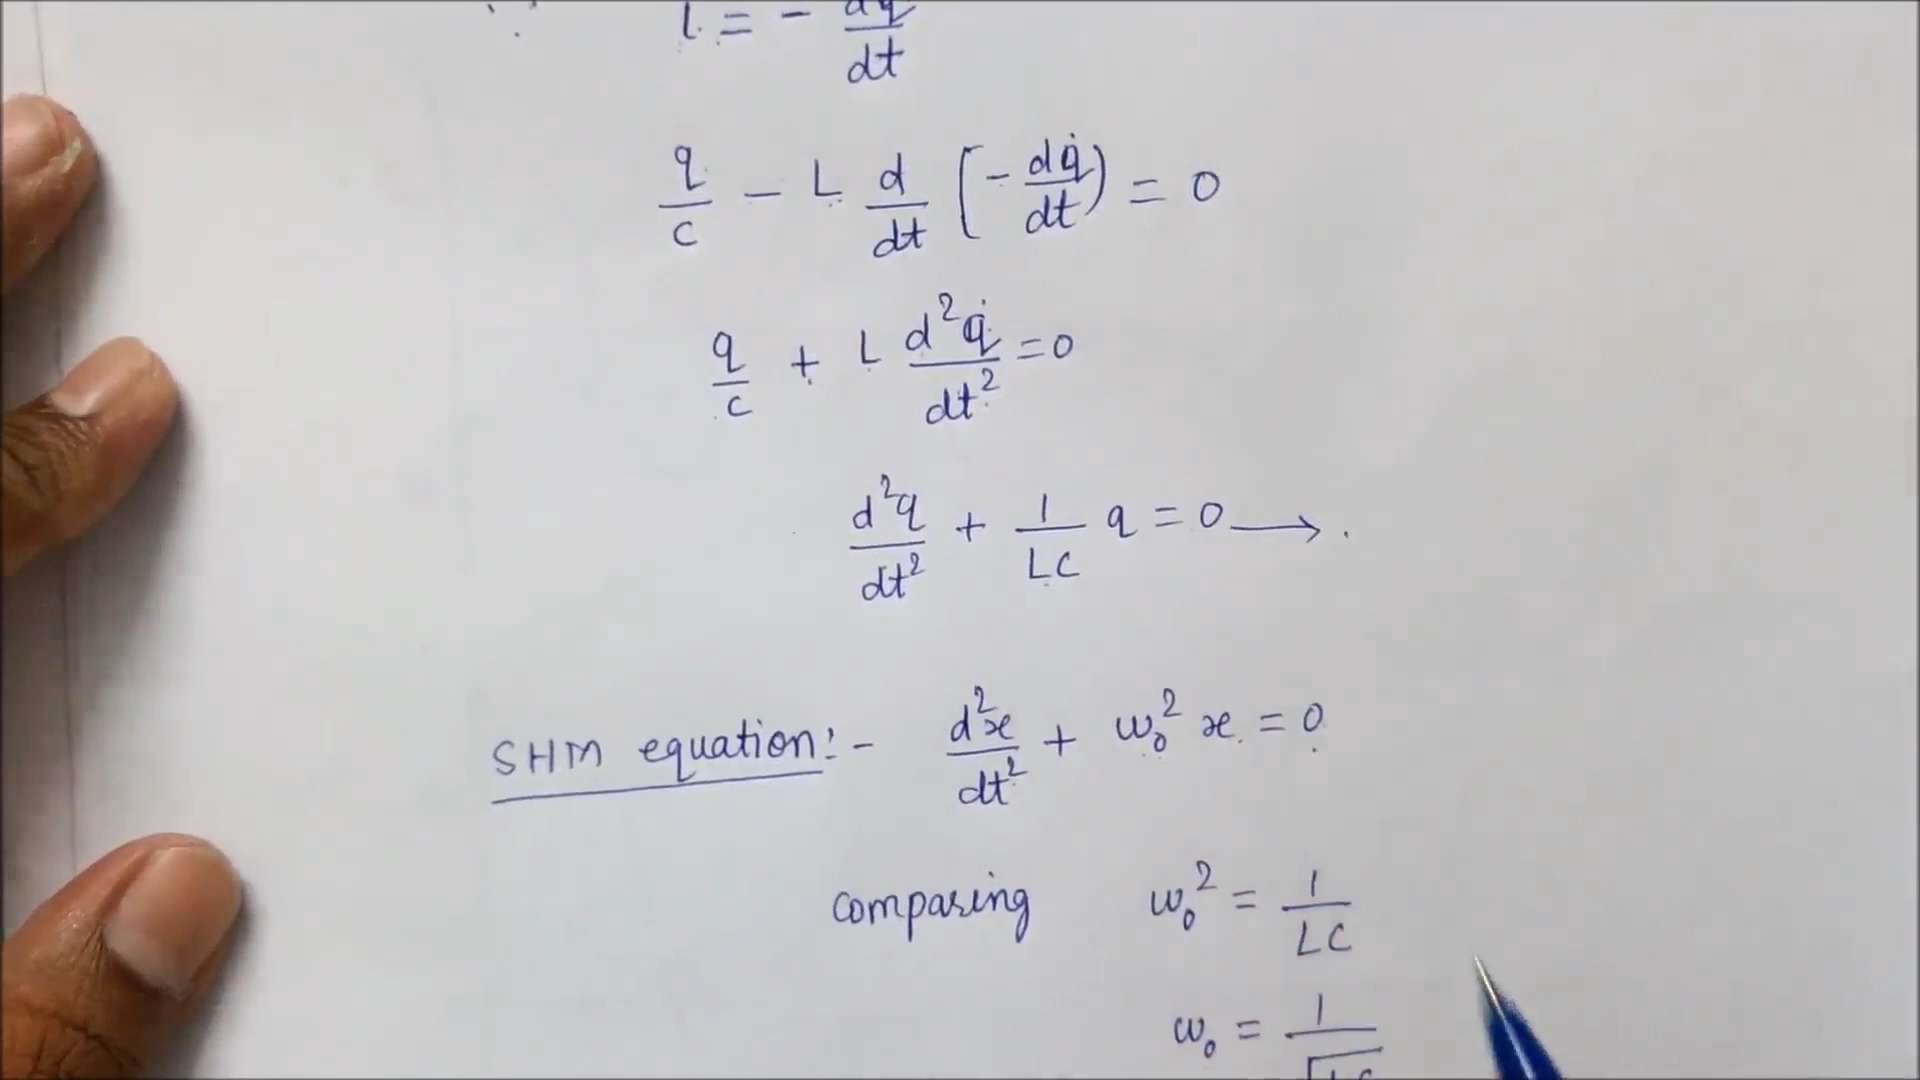 ∵ i = - dq/dt
q/c - L d/dt (-dq/dt) = 0
q/c + L d²q/dt² = 0
d²q/dt² + 1/LC q = 0 ⟶ .
SHM equation:- d²x/dt² + ω₀² x = 0
comparing ω₀² = 1/LC
ω₀ = 1/√LC